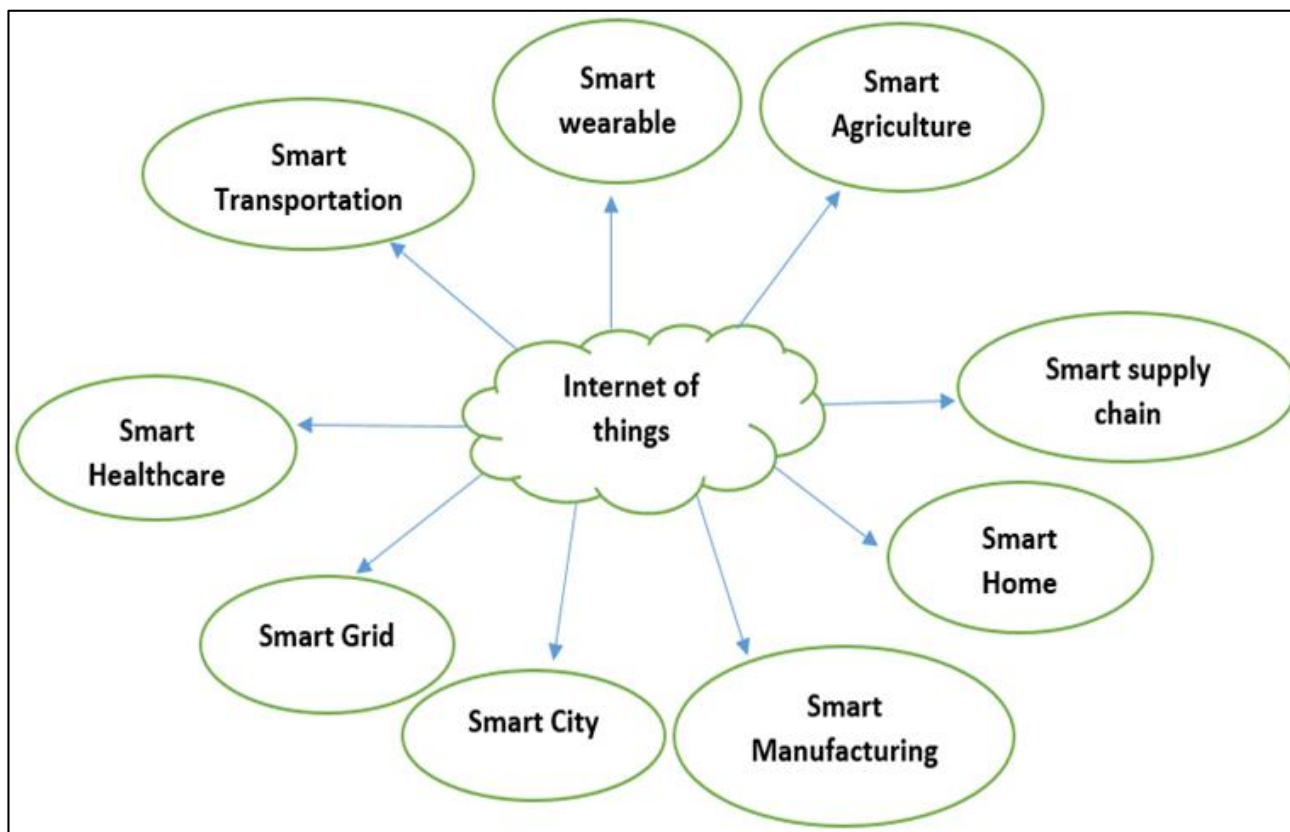 Smart
wearable
Smart
Agriculture
Smart
Transportation
Internet of
things
Smart supply
chain
Smart
Healthcare
Smart
Home
Smart Grid
Smart City
Smart
Manufacturing